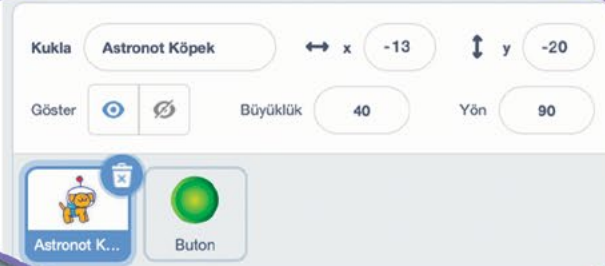 Kukla Astronot Köpek x -13 y -20
Göster Büyüklük 40 Yön 90
Astronot K... Buton